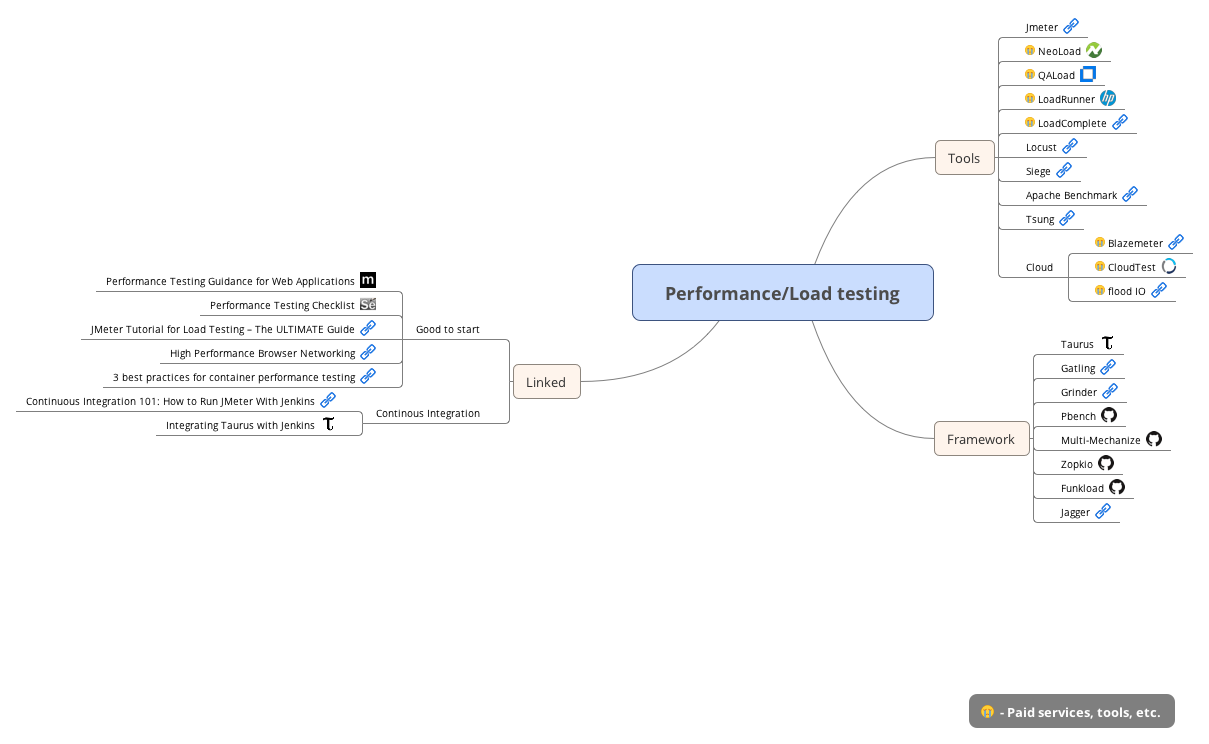 Performance/Load testing
Tools
Jmeter
NeoLoad
QALoad
LoadRunner
hp
LoadComplete
Locust
Siege
Apache Benchmark
Tsung
Cloud
Blazemeter
CloudTest
flood IO
Framework
Taurus
Gatling
Grinder
Pbench
Multi-Mechanize
Zopkio
Funkload
Jagger
Linked
Good to start
Performance Testing Guidance for Web Applications
m
Performance Testing Checklist
Se
JMeter Tutorial for Load Testing – The ULTIMATE Guide
High Performance Browser Networking
3 best practices for container performance testing
Continous Integration
Continuous Integration 101: How to Run JMeter With Jenkins
Integrating Taurus with Jenkins
- Paid services, tools, etc.